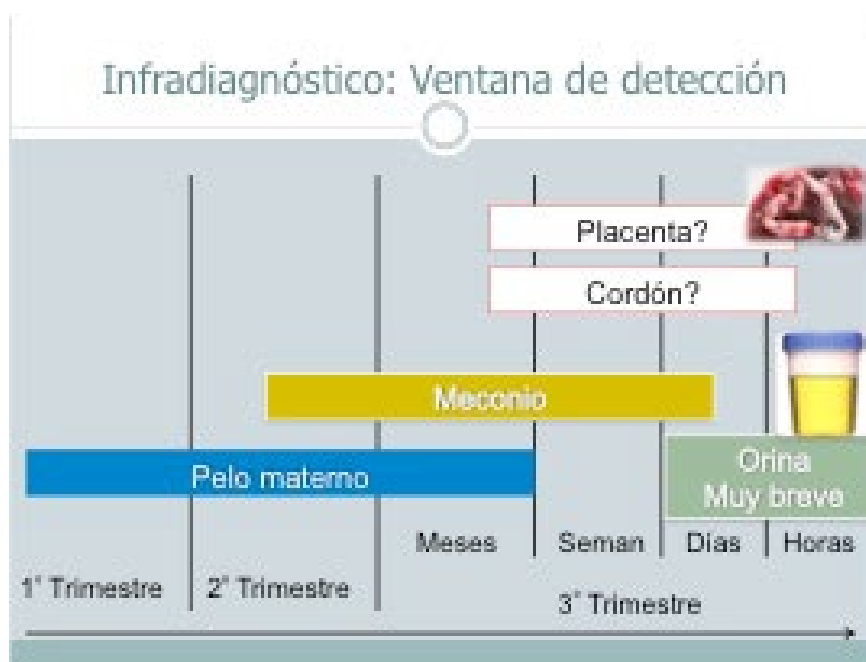 Infradiagnóstico: Ventana de detección
Placenta?
Cordón?
Meconio
Pelo materno
Orina
Muy breve
Meses
Seman
Días
Horas
1° Trimestre
2° Trimestre
3° Trimestre